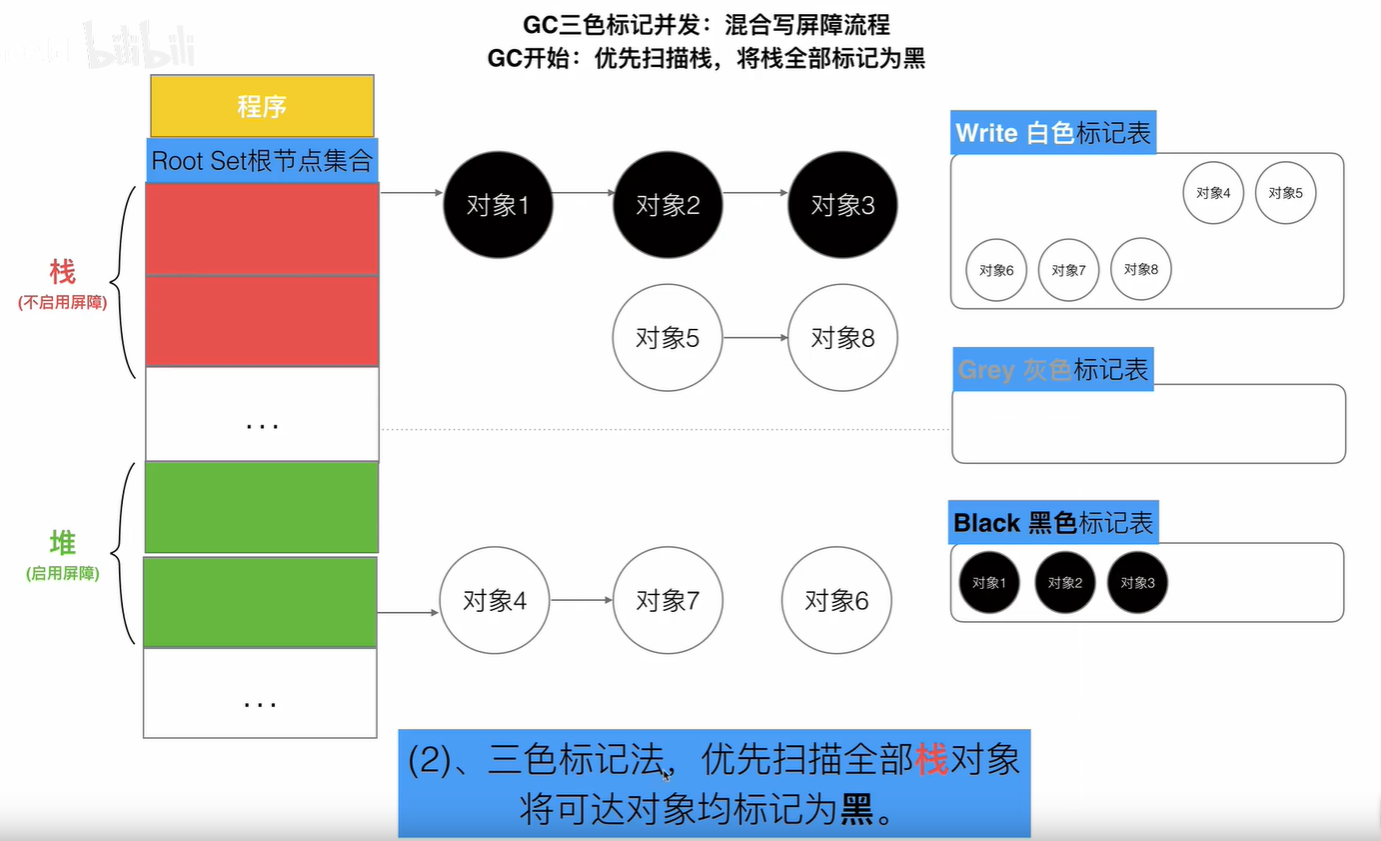 bilibili
GC三色标记并发：混合写屏障流程
GC开始：优先扫描栈，将栈全部标记为黑
程序
Root Set根节点集合
栈
(不启用屏障)
...
堆
(启用屏障)
...
对象1
对象2
对象3
对象5
对象8
对象4
对象7
对象6
Write 白色标记表
对象4
对象5
对象6
对象7
对象8
Grey 灰色标记表
Black 黑色标记表
对象1
对象2
对象3
(2)、三色标记法，优先扫描全部栈对象
将可达对象均标记为黑。